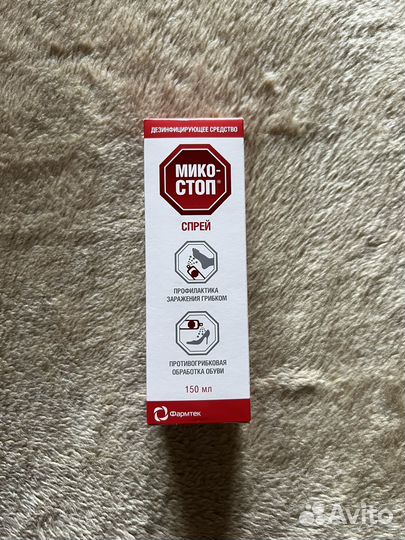 ДЕЗИНФИЦИРУЮЩЕЕ СРЕДСТВО
МИКО-
СТОП®
СПРЕЙ
ПРОФИЛАКТИКА
ЗАРАЖЕНИЯ ГРИБКОМ
ПРОТИВОГРИБКОВАЯ
ОБРАБОТКА ОБУВИ
150 мл
Фармтек
Avito